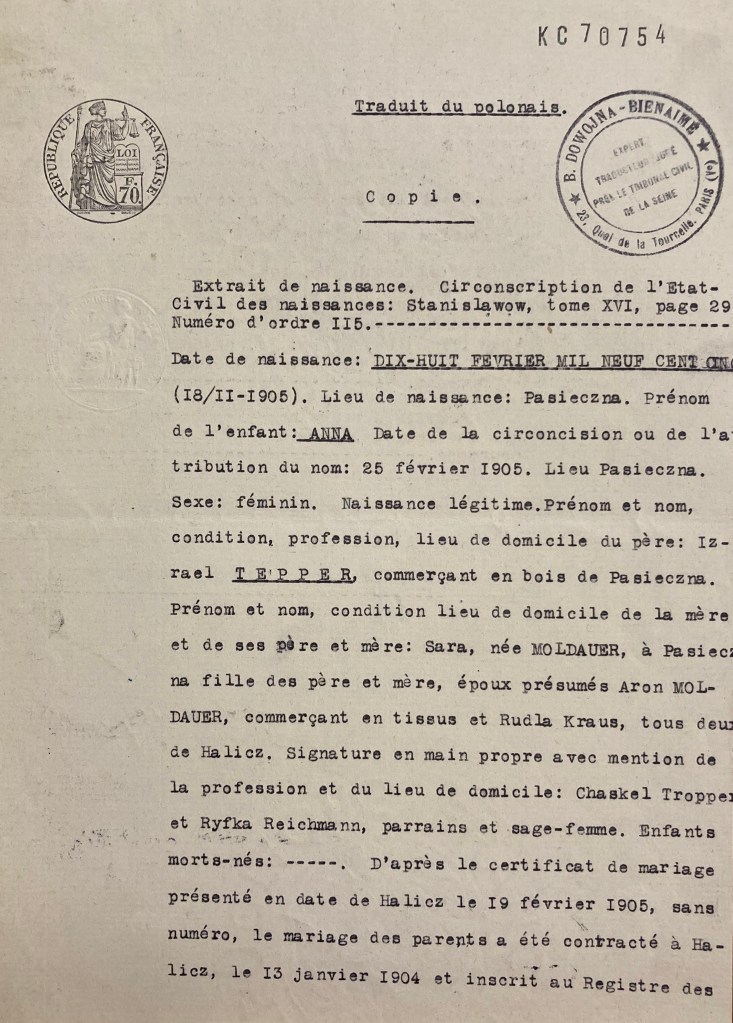 KC 70754
RÉPUBLIQUE FRANÇAISE
LOI
F.
70
Traduit du polonais.
B. DOWOJNA-BIENAIMÉ
EXPERT
TRADUCTEUR JURÉ
PRÈS LE TRIBUNAL CIVIL
DE LA SEINE
23, Quai de la Tournelle, PARIS (Ve)
Copie.
Extrait de naissance. Circonscription de l'Etat-
Civil des naissances: Stanislawow, tome XVI, page 29
Numéro d'ordre II5.---------------------------------
Date de naissance: DIX-HUIT FEVRIER MIL NEUF CENT CINQ
(I8/II-I905). Lieu de naissance: Pasieczna. Prénom
de l'enfant: ANNA Date de la circoncision ou de l'at
tribution du nom: 25 février I905. Lieu Pasieczna.
Sexe: féminin. Naissance légitime.Prénom et nom,
condition, profession, lieu de domicile du père: Iz-
rael TEPPER, commerçant en bois de Pasieczna.
Prénom et nom, condition lieu de domicile de la mère
et de ses père et mère: Sara, née MOLDAUER, à Pasiecz
na fille des père et mère, époux présumés Aron MOL-
DAUER, commerçant en tissus et Rudla Kraus, tous deux
de Halicz. Signature en main propre avec mention de
la profession et du lieu de domicile: Chaskel Tropper
et Ryfka Reichmann, parrains et sage-femme. Enfants
morts-nés: -----. D'après le certificat de mariage
présenté en date de Halicz le I9 février I905, sans
numéro, le mariage des parents a été contracté à Ha-
licz, le I3 janvier I904 et inscrit au Registre des